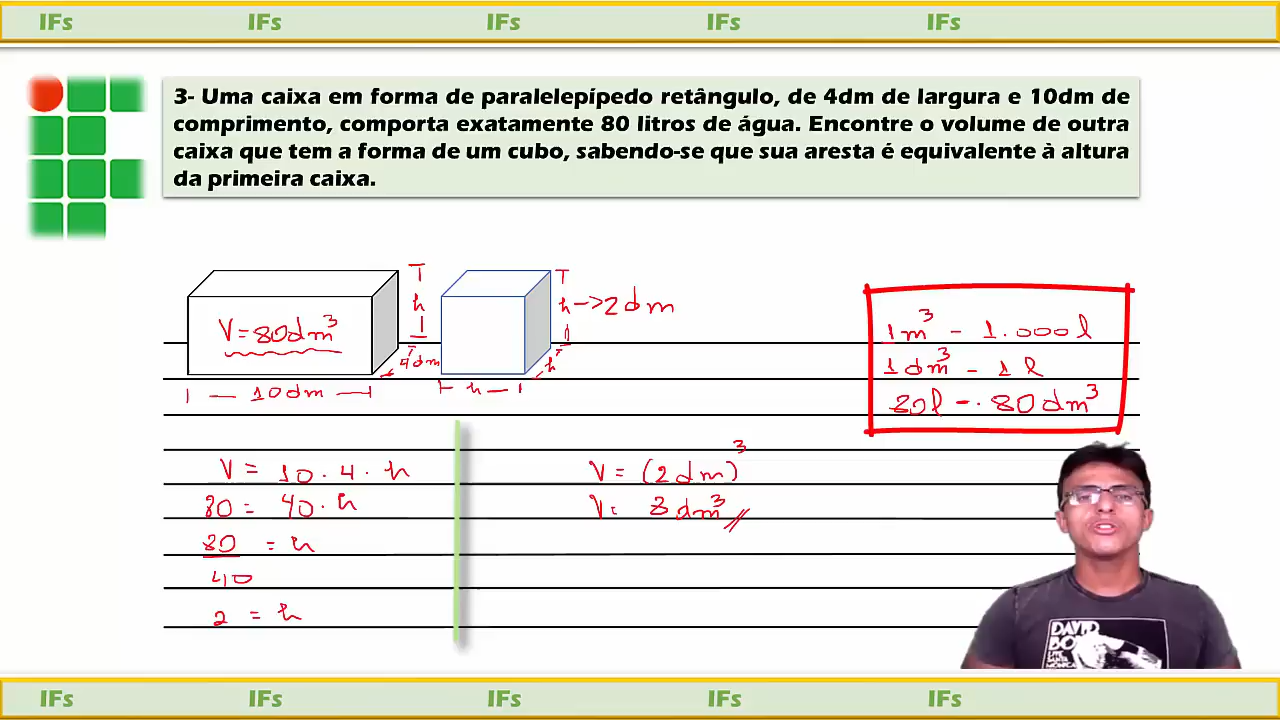 IFs IFs IFs IFs IFs
3- Uma caixa em forma de paralelepípedo retângulo, de 4dm de largura e 10dm de
comprimento, comporta exatamente 80 litros de água. Encontre o volume de outra
caixa que tem a forma de um cubo, sabendo-se que sua aresta é equivalente à altura
da primeira caixa.
V=80dm³
h
4dm
10dm
h->2dm
h
h
1m³ - 1.000l
1dm³ - 1l
80l - 80dm³
V = 10 · 4 · h
80 = 40 · h
80 = h
40
2 = h
V = (2dm)³
V = 8dm³
DAVID
IFs IFs IFs IFs IFs